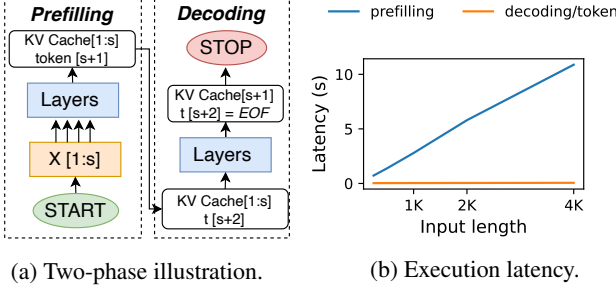 Prefilling
KV Cache[1:s]
token [s+1]
Layers
X [1:s]
START
Decoding
STOP
KV Cache[s+1]
t [s+2] = EOF
Layers
KV Cache[1:s]
t [s+2]
(a) Two-phase illustration.
prefilling
decoding/token
Latency (s)
10
5
0
1K
2K
4K
Input length
(b) Execution latency.